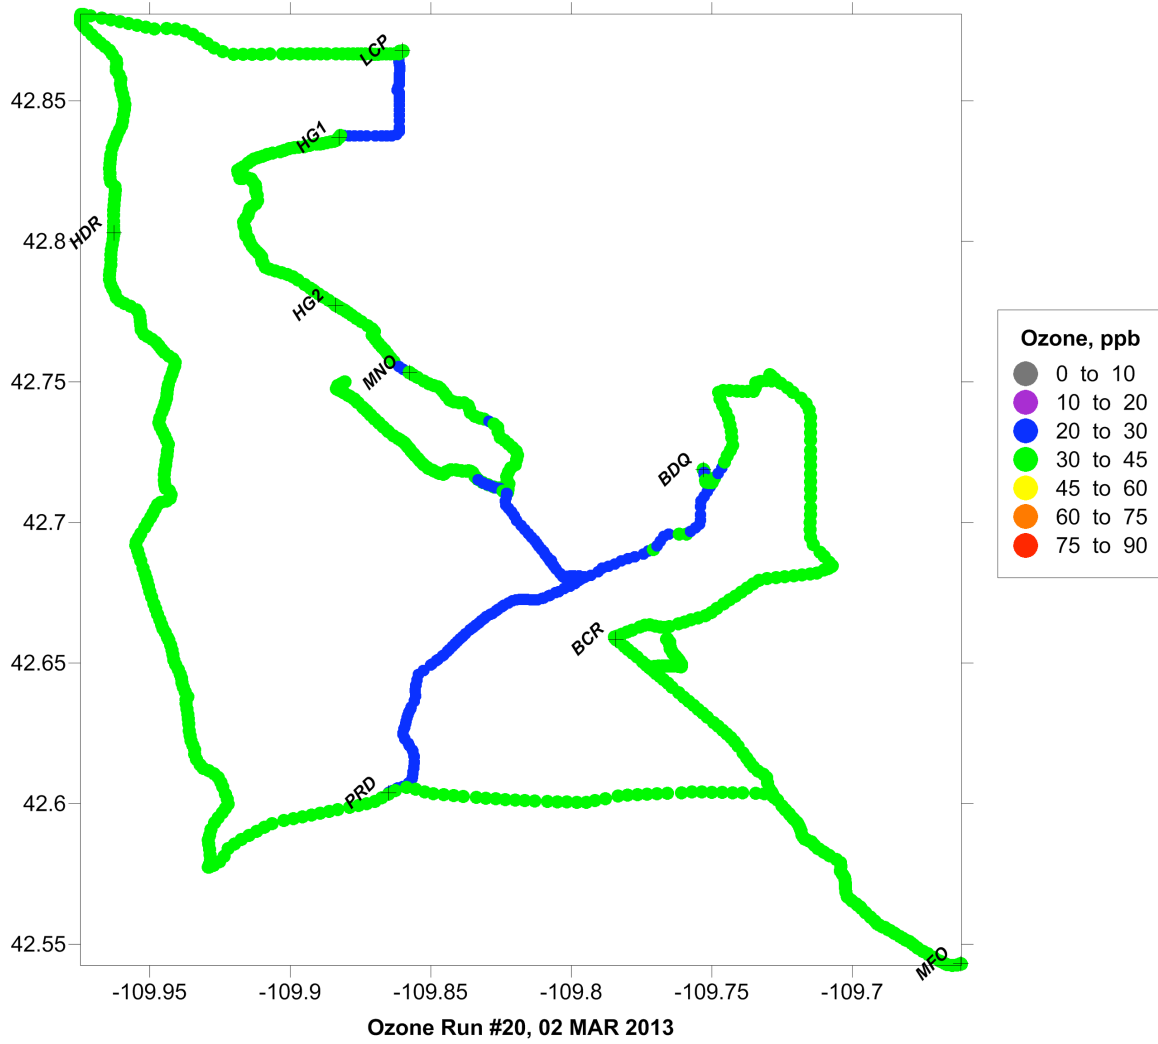 LCP
42.85
HG1
HDR
42.8
HG2
Ozone, ppb
0 to 10
10 to 20
20 to 30
30 to 45
45 to 60
60 to 75
75 to 90
MNO
42.75
BDQ
42.7
BCR
42.65
PRD
42.6
MFO
42.55
-109.95 -109.9 -109.85 -109.8 -109.75 -109.7
Ozone Run #20, 02 MAR 2013